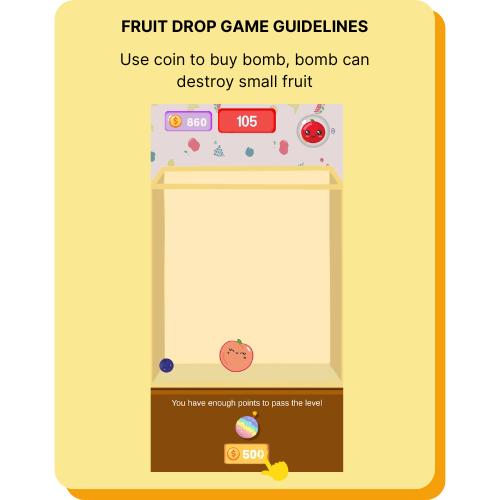 FRUIT DROP GAME GUIDELINES
Use coin to buy bomb, bomb can
destroy small fruit
860
105
You have enough points to pass the level
500